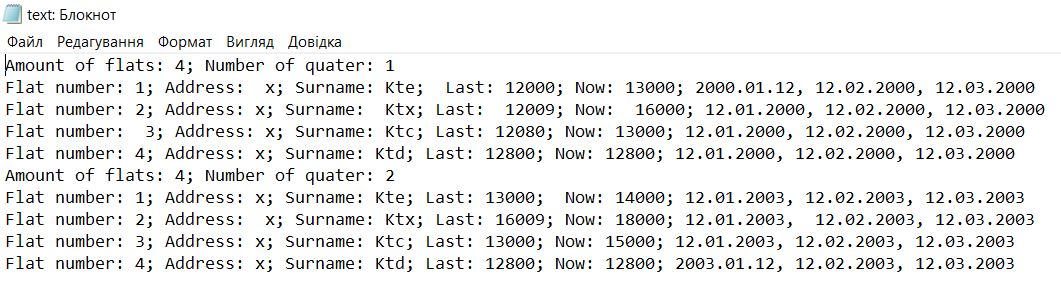 text: Блокнот
Файл Редагування Формат Вигляд Довідка
Amount of flats: 4; Number of quater: 1
Flat number: 1; Address:  x; Surname: Kte;  Last: 12000; Now: 13000; 2000.01.12, 12.02.2000, 12.03.2000
Flat number: 2; Address: x; Surname:  Ktx; Last:  12009; Now:  16000; 12.01.2000, 12.02.2000, 12.03.2000
Flat number:  3; Address: x; Surname: Ktc; Last: 12080; Now: 13000; 12.01.2000, 12.02.2000, 12.03.2000
Flat number: 4; Address: x; Surname: Ktd; Last: 12800; Now: 12800; 12.01.2000, 12.02.2000, 12.03.2000
Amount of flats: 4; Number of quater: 2
Flat number: 1; Address: x; Surname: Kte; Last: 13000;  Now: 14000; 12.01.2003, 12.02.2003, 12.03.2003
Flat number: 2; Address:  x; Surname: Ktx; Last: 16009; Now: 18000; 12.01.2003,  12.02.2003, 12.03.2003
Flat number: 3; Address: x; Surname: Ktc; Last: 13000; Now: 15000; 12.01.2003, 12.02.2003, 12.03.2003
Flat number: 4; Address: x; Surname: Ktd; Last: 12800; Now: 12800; 2003.01.12, 12.02.2003, 12.03.2003